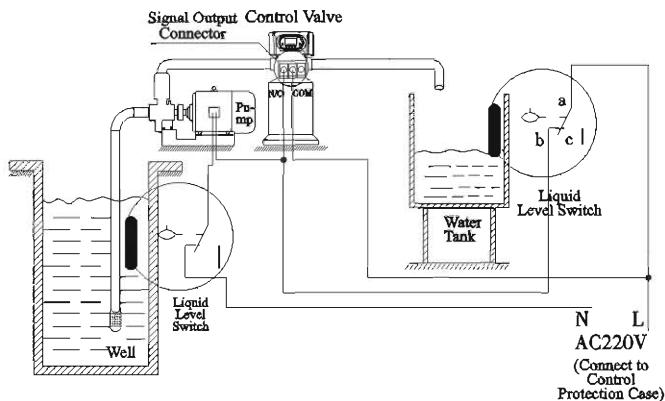 Signal Output Control Valve
Connector
N/C COM
Pu-
mp
a
b c
Liquid
Level Switch
Water
Tank
Liquid
Level
Switch
Well
N L
AC220V
(Connect to
Control
Protection Case)